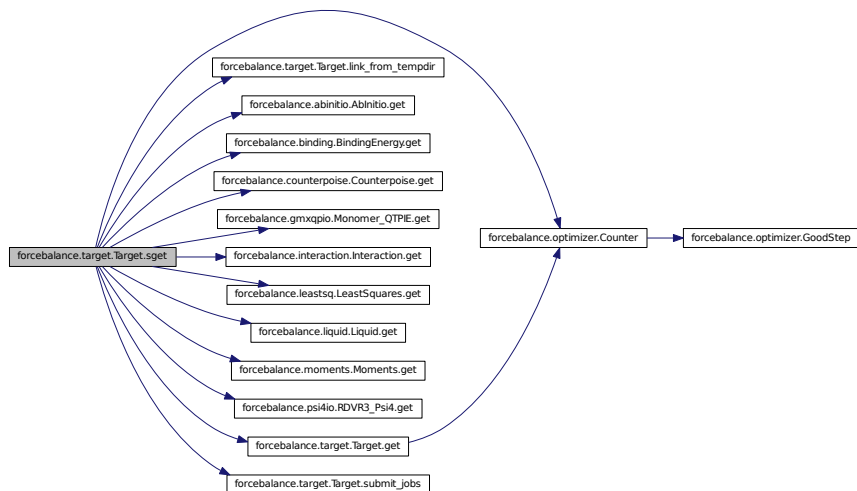 forcebalance.target.Target.sget
forcebalance.target.Target.link_from_tempdir
forcebalance.abinitio.AbInitio.get
forcebalance.binding.BindingEnergy.get
forcebalance.counterpoise.Counterpoise.get
forcebalance.gmxqpio.Monomer_QTPIE.get
forcebalance.interaction.Interaction.get
forcebalance.leastsq.LeastSquares.get
forcebalance.liquid.Liquid.get
forcebalance.moments.Moments.get
forcebalance.psi4io.RDVR3_Psi4.get
forcebalance.target.Target.get
forcebalance.target.Target.submit_jobs
forcebalance.optimizer.Counter
forcebalance.optimizer.GoodStep